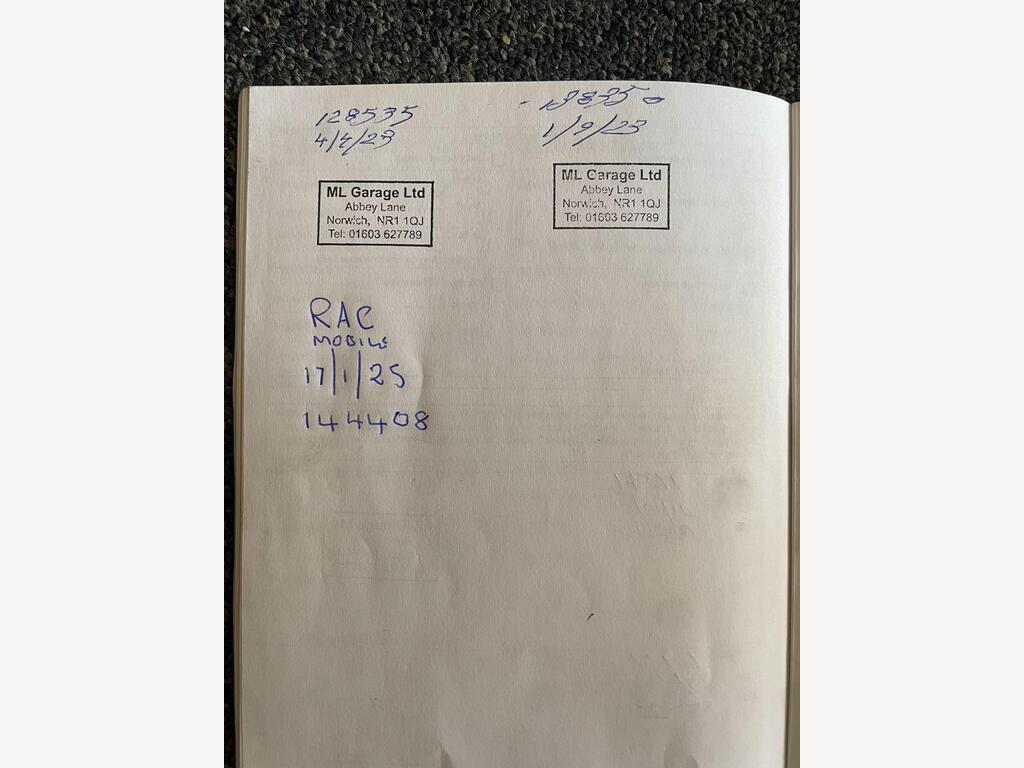 128535
4/4/23
ML Garage Ltd
Abbey Lane
Norwich, NR1 1QJ
Tel: 01603 627789
1/9/23
ML Garage Ltd
Abbey Lane
Norwich, NR1 1QJ
Tel: 01603 627789
RAC
MOBILE
17/1/25
144408